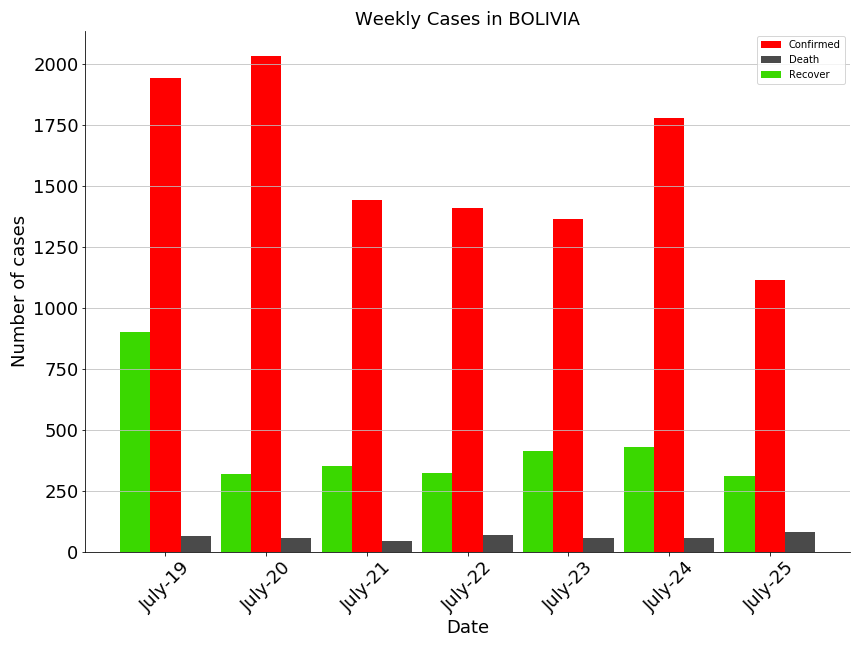 Weekly Cases in BOLIVIA
Confirmed
Death
Recover
Number of cases
2000
1750
1500
1250
1000
750
500
250
0
July-19
July-20
July-21
July-22
July-23
July-24
July-25
Date